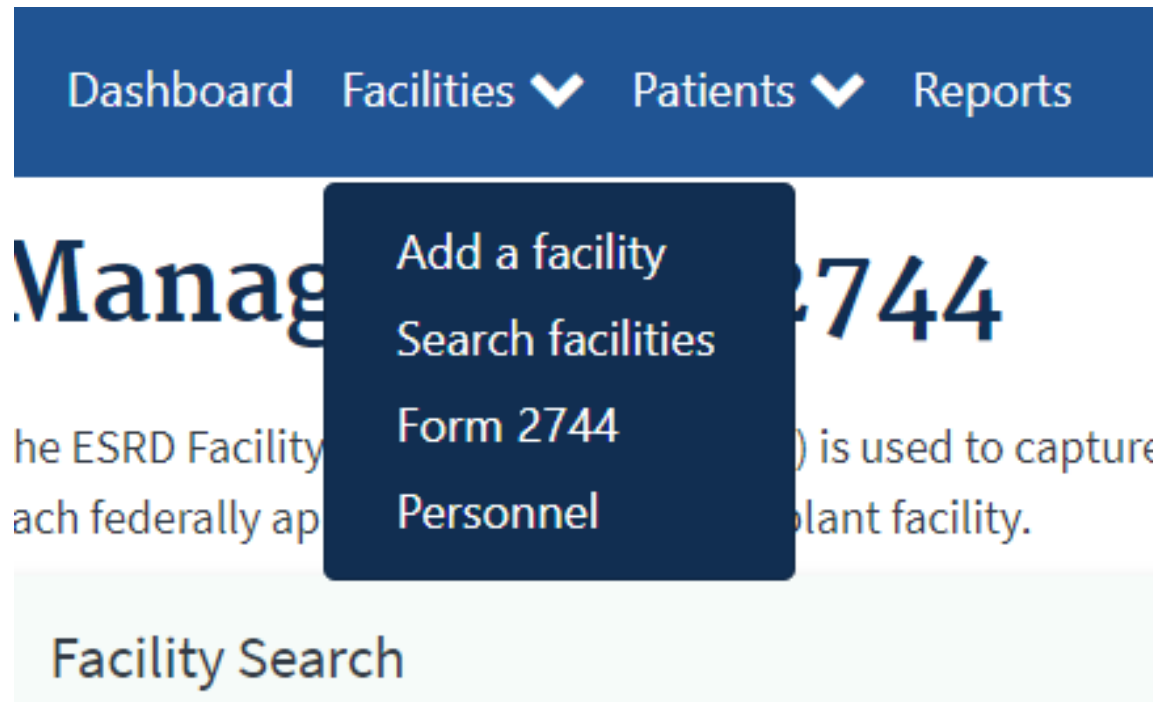 Dashboard Facilities Patients Reports
Add a facility
Manag 2744
Search facilities
Form 2744
he ESRD Facility ) is used to capture
Personnel
ach federally ap plant facility.
Facility Search